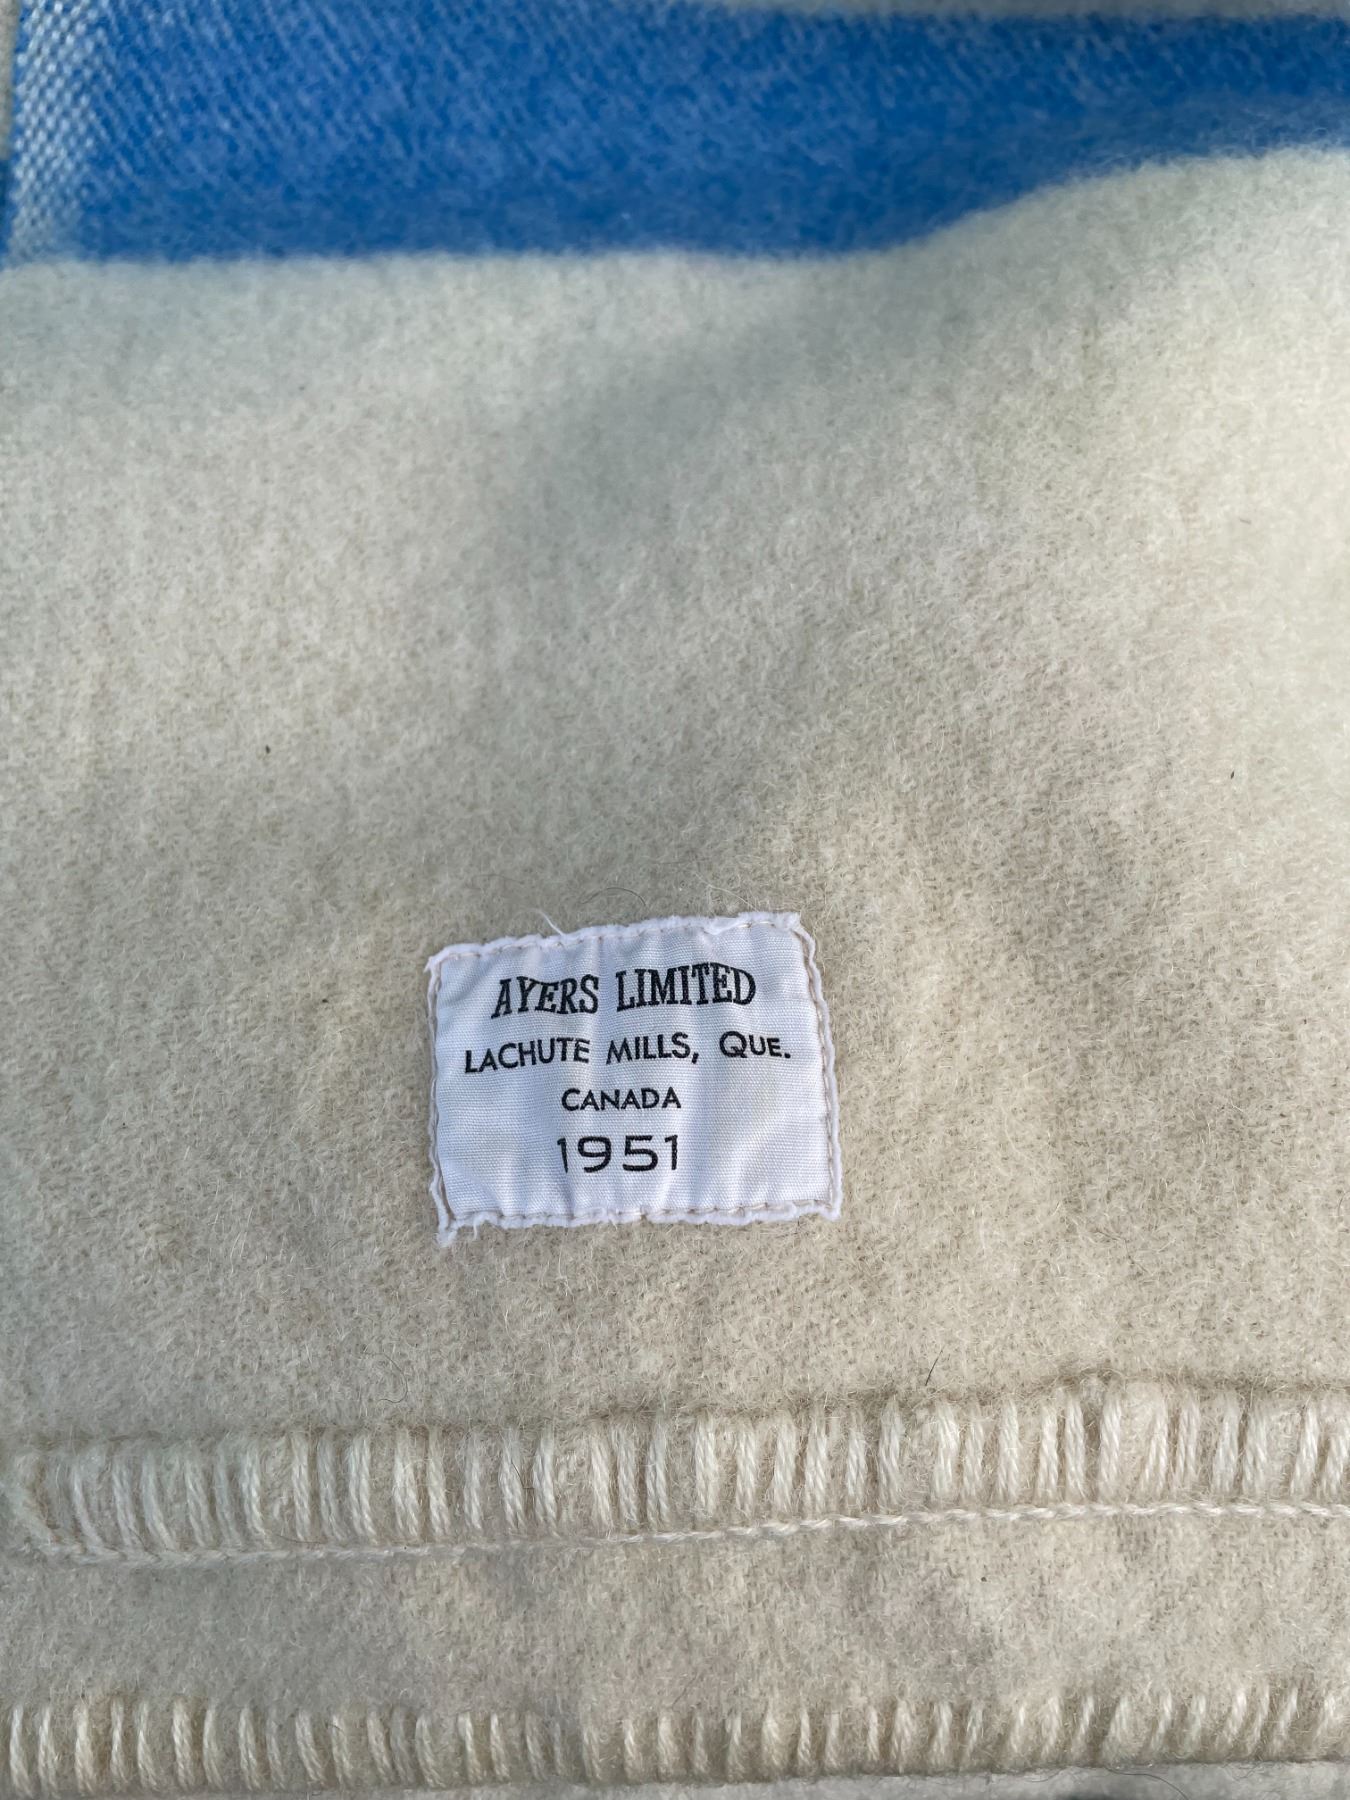 AYERS LIMITED
LACHUTE MILLS, QUE.
CANADA
1951